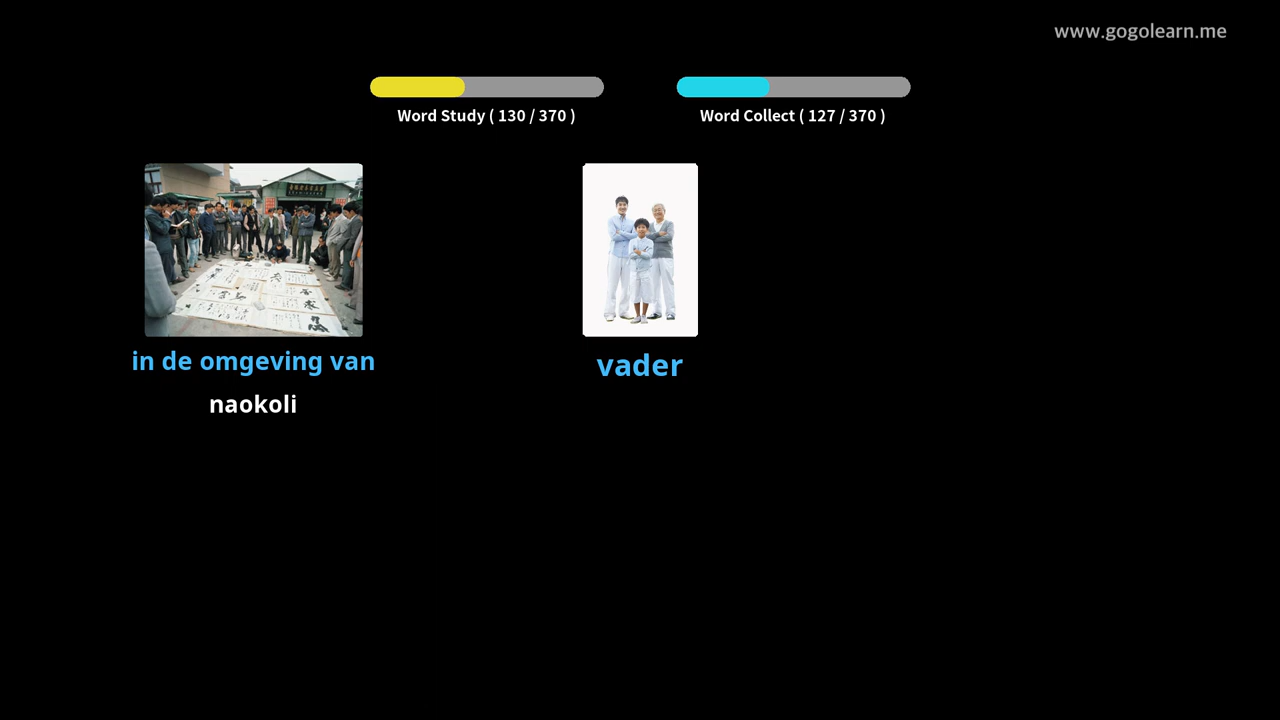 www.gogolearn.me
Word Study ( 130 / 370 )
Word Collect ( 127 / 370 )
in de omgeving van
naokoli
vader